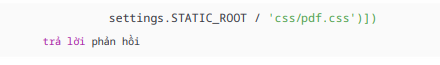 settings.STATIC_ROOT / 'css/pdf.css')])
trả lời phản hồi